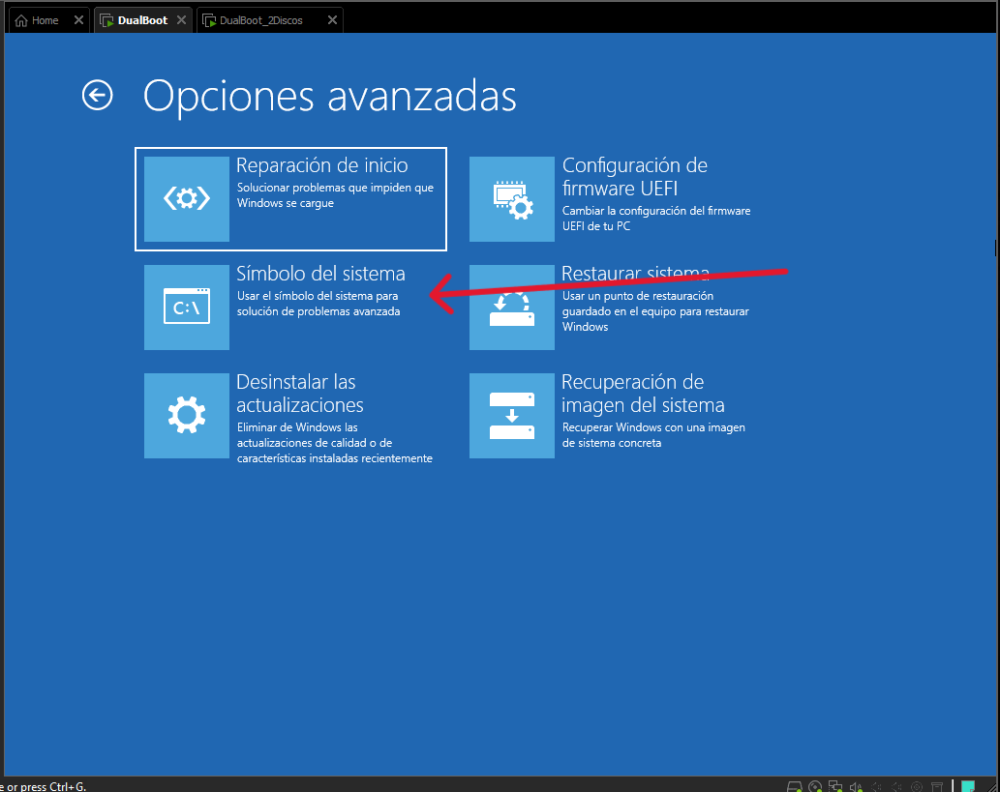 Home
DualBoot
DualBoot_2Discos
Opciones avanzadas
Reparación de inicio
Solucionar problemas que impiden que
Windows se cargue
Configuración de
firmware UEFI
Cambiar la configuración del firmware
UEFI de tu PC
Símbolo del sistema
Usar el símbolo del sistema para
solución de problemas avanzada
C:\
Restaurar sistema
Usar un punto de restauración
guardado en el equipo para restaurar
Windows
Desinstalar las
actualizaciones
Eliminar de Windows las
actualizaciones de calidad o de
características instaladas recientemente
Recuperación de
imagen del sistema
Recuperar Windows con una imagen
de sistema concreta
e or press Ctrl+G.